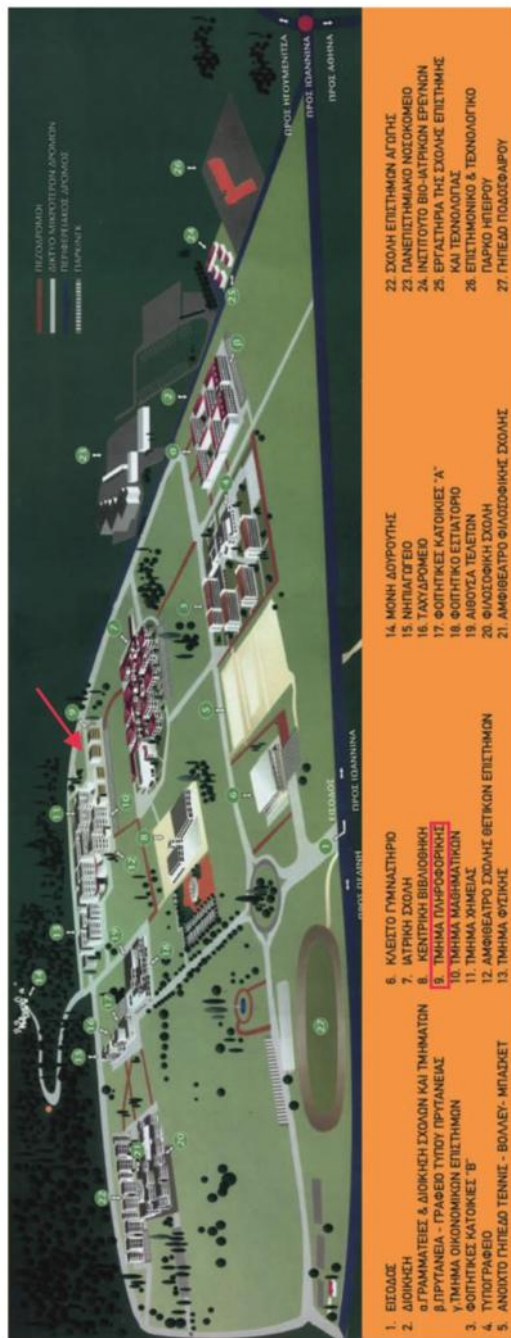 ΠΕΖΟΔΡΟΜΟΙ
ΔΙΚΤΥΟ ΜΙΚΡΟΤΕΡΩΝ ΔΡΟΜΩΝ
ΠΕΡΙΦΕΡΕΙΑΚΟΣ ΔΡΟΜΟΣ
ΠΑΡΚΙΝΓΚ
ΠΡΟΣ ΗΓΟΥΜΕΝΙΤΣΑ
ΠΡΟΣ ΙΩΑΝΝΙΝΑ
ΠΡΟΣ ΑΘΗΝΑ
ΕΙΣΟΔΟΣ
ΠΡΟΣ ΙΩΑΝΝΙΝΑ
1. ΕΙΣΟΔΟΣ
2. ΔΙΟΙΚΗΣΗ
α.ΓΡΑΜΜΑΤΕΙΕΣ & ΔΙΟΙΚΗΣΗ ΣΧΟΛΩΝ ΚΑΙ ΤΜΗΜΑΤΩΝ
β.ΠΡΥΤΑΝΕΙΑ - ΓΡΑΦΕΙΟ ΤΥΠΟΥ ΠΡΥΤΑΝΕΙΑΣ
γ.ΤΜΗΜΑ ΟΙΚΟΝΟΜΙΚΩΝ ΕΠΙΣΤΗΜΩΝ
3. ΦΟΙΤΗΤΙΚΕΣ ΚΑΤΟΙΚΙΕΣ "Β"
4. ΤΥΠΟΓΡΑΦΕΙΟ
5. ΑΝΟΙΧΤΟ ΓΗΠΕΔΟ ΤΕΝΝΙΣ - ΒΟΛΛΕΥ- ΜΠΑΣΚΕΤ
6. ΚΛΕΙΣΤΟ ΓΥΜΝΑΣΤΗΡΙΟ
7. ΙΑΤΡΙΚΗ ΣΧΟΛΗ
8. ΚΕΝΤΡΙΚΗ ΒΙΒΛΙΟΘΗΚΗ
9. ΤΜΗΜΑ ΠΛΗΡΟΦΟΡΙΚΗΣ
10. ΤΜΗΜΑ ΜΑΘΗΜΑΤΙΚΩΝ
11. ΤΜΗΜΑ ΧΗΜΕΙΑΣ
12. ΑΜΦΙΘΕΑΤΡΟ ΣΧΟΛΗΣ ΘΕΤΙΚΩΝ ΕΠΙΣΤΗΜΩΝ
13. ΤΜΗΜΑ ΦΥΣΙΚΗΣ
14. ΜΟΝΗ ΔΟΥΡΟΥΤΗΣ
15. ΝΗΠΙΑΓΩΓΕΙΟ
16. ΤΑΧΥΔΡΟΜΕΙΟ
17. ΦΟΙΤΗΤΙΚΕΣ ΚΑΤΟΙΚΙΕΣ "Α"
18. ΦΟΙΤΗΤΙΚΟ ΕΣΤΙΑΤΟΡΙΟ
19. ΑΙΘΟΥΣΑ ΤΕΛΕΤΩΝ
20. ΦΙΛΟΣΟΦΙΚΗ ΣΧΟΛΗ
21. ΑΜΦΙΘΕΑΤΡΟ ΦΙΛΟΣΟΦΙΚΗΣ ΣΧΟΛΗΣ
22. ΣΧΟΛΗ ΕΠΙΣΤΗΜΩΝ ΑΓΩΓΗΣ
23. ΠΑΝΕΠΙΣΤΗΜΙΑΚΟ ΝΟΣΟΚΟΜΕΙΟ
24. ΙΝΣΤΙΤΟΥΤΟ ΒΙΟ-ΙΑΤΡΙΚΩΝ ΕΡΕΥΝΩΝ
25. ΕΡΓΑΣΤΗΡΙΑ ΤΗΣ ΣΧΟΛΗΣ ΕΠΙΣΤΗΜΗΣ
ΚΑΙ ΤΕΧΝΟΛΟΓΙΑΣ
26. ΕΠΙΣΤΗΜΟΝΙΚΟ & ΤΕΧΝΟΛΟΓΙΚΟ
ΠΑΡΚΟ ΗΠΕΙΡΟΥ
27. ΓΗΠΕΔΟ ΠΟΔΟΣΦΑΙΡΟΥ